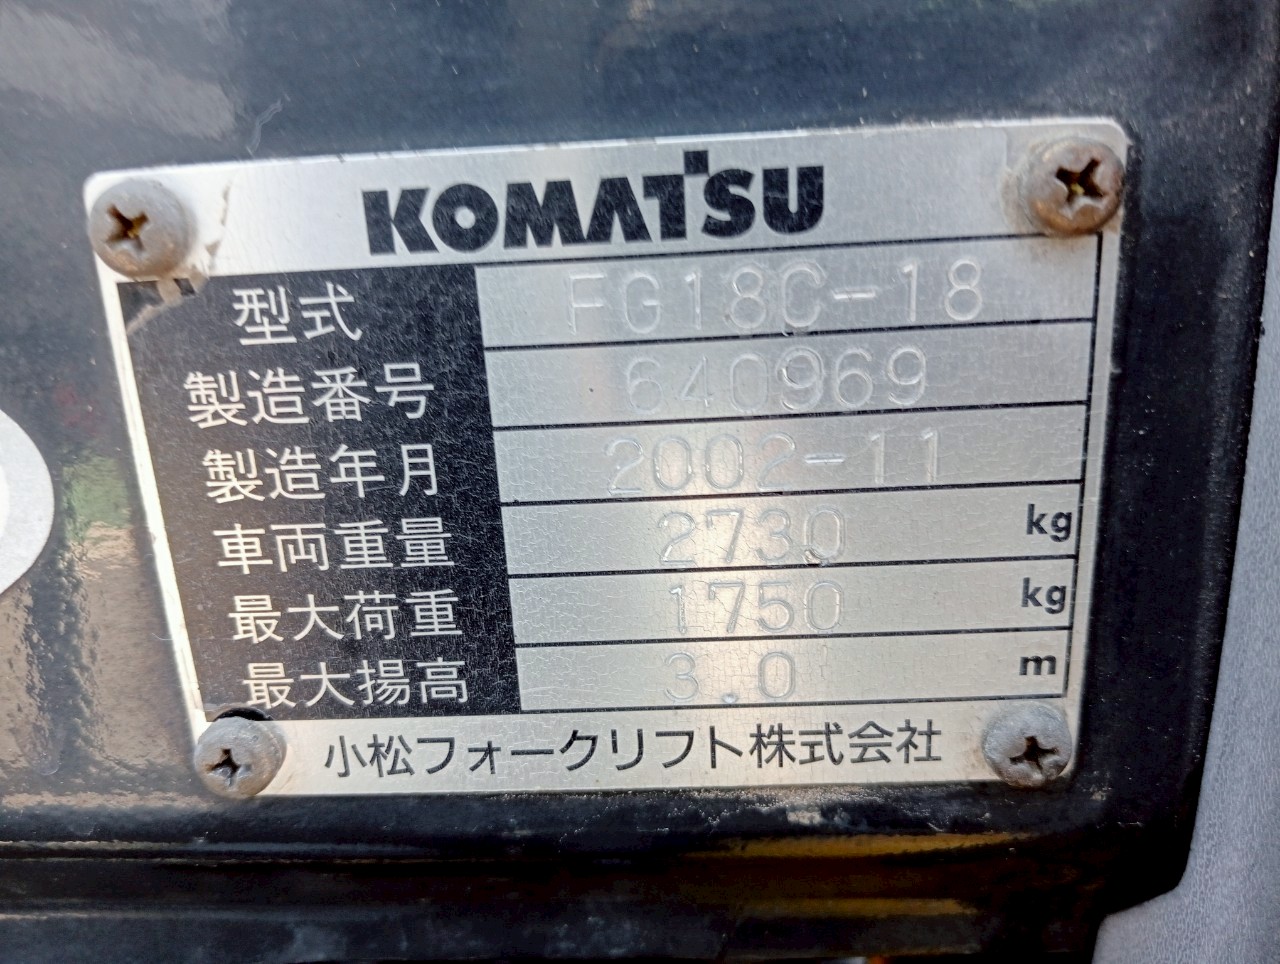 KOMATSU
型式 FG18C-18
製造番号 640969
製造年月 2002-11
車両重量 2730 kg
最大荷重 1750 kg
最大揚高 3.0 m
小松フォークリフト株式会社